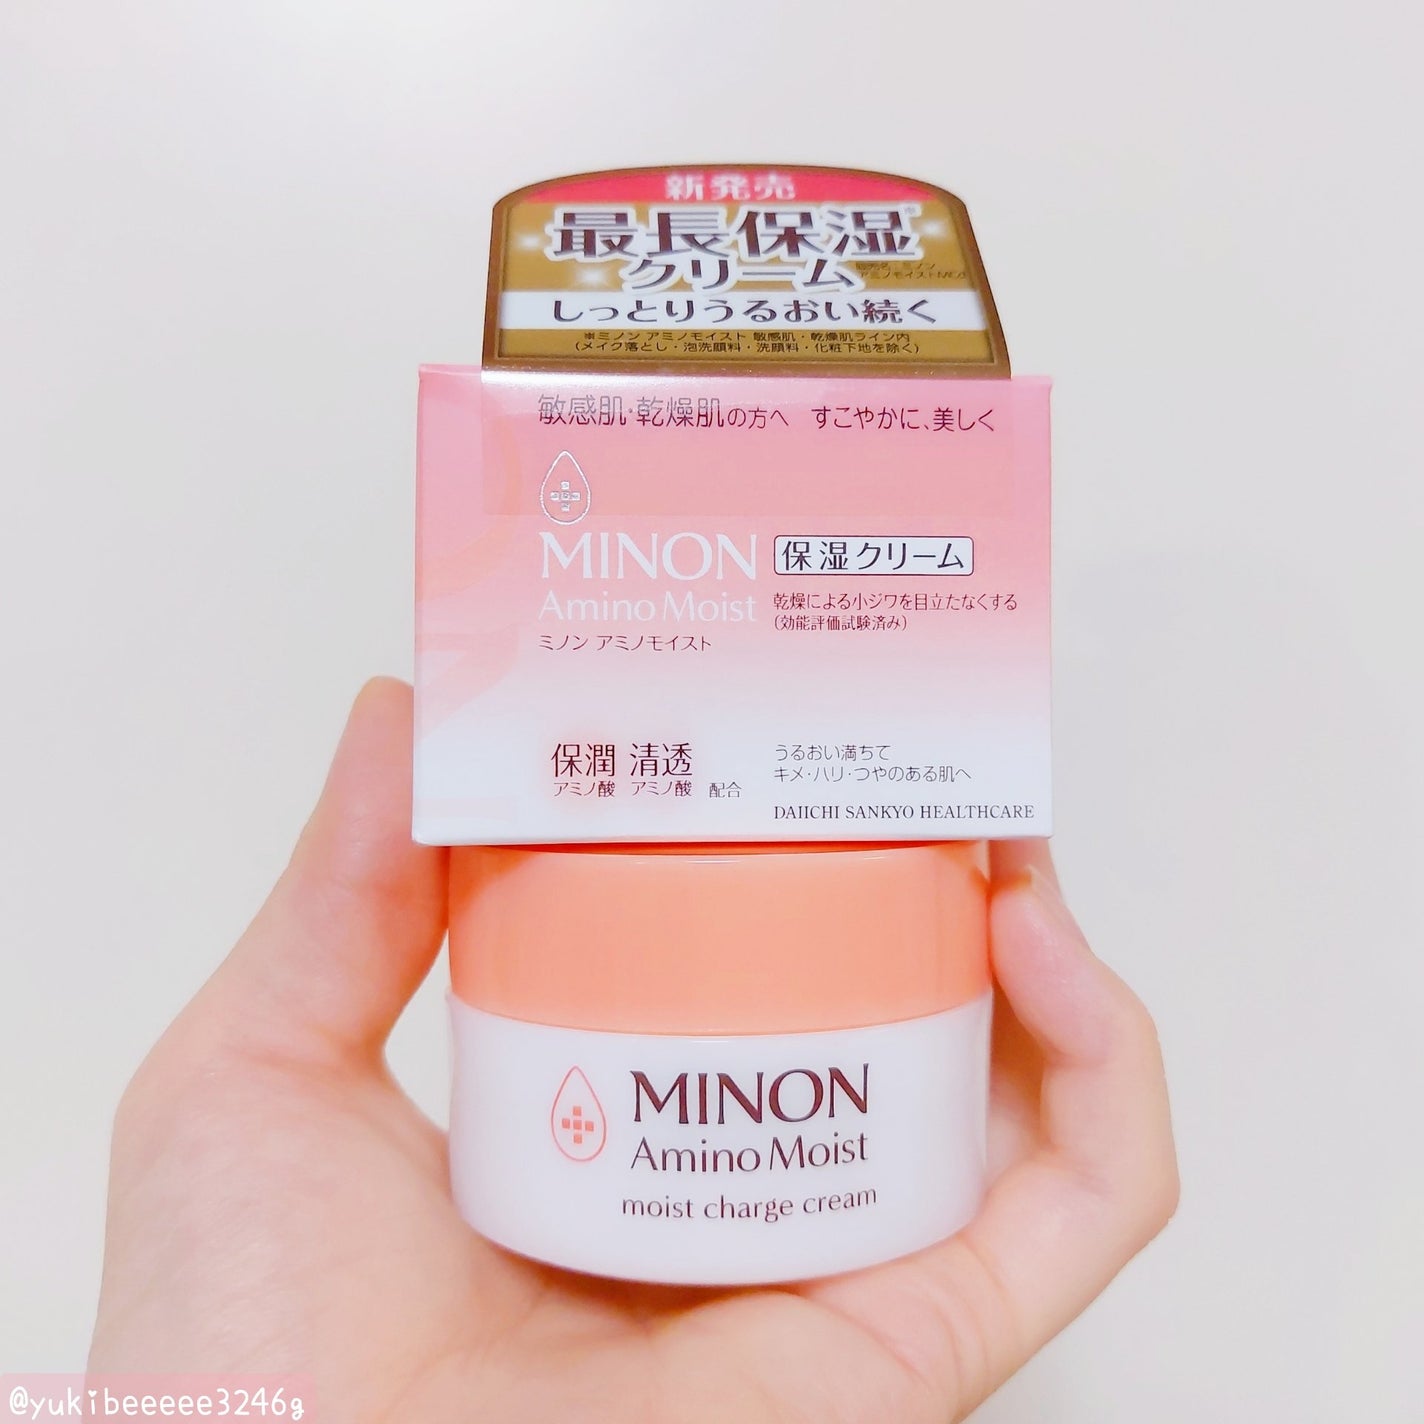 新発売
最長保湿※
クリーム
しっとりうるおい続く
※ミノン アミノモイスト 敏感肌・乾燥肌ライン内
(メイク落とし・泡洗顔料・洗顔料・化粧下地を除く)
敏感肌・乾燥肌の方へ すこやかに、美しく
MINON
Amino Moist
ミノン アミノモイスト
保湿クリーム
乾燥による小ジワを目立たなくする
(効能評価試験済み)
保潤 清透
アミノ酸 アミノ酸 配合
うるおい満ちて
キメ・ハリ・つやのある肌へ
DAIICHI SANKYO HEALTHCARE
MINON
Amino Moist
moist charge cream
@yukibeeeee3246g